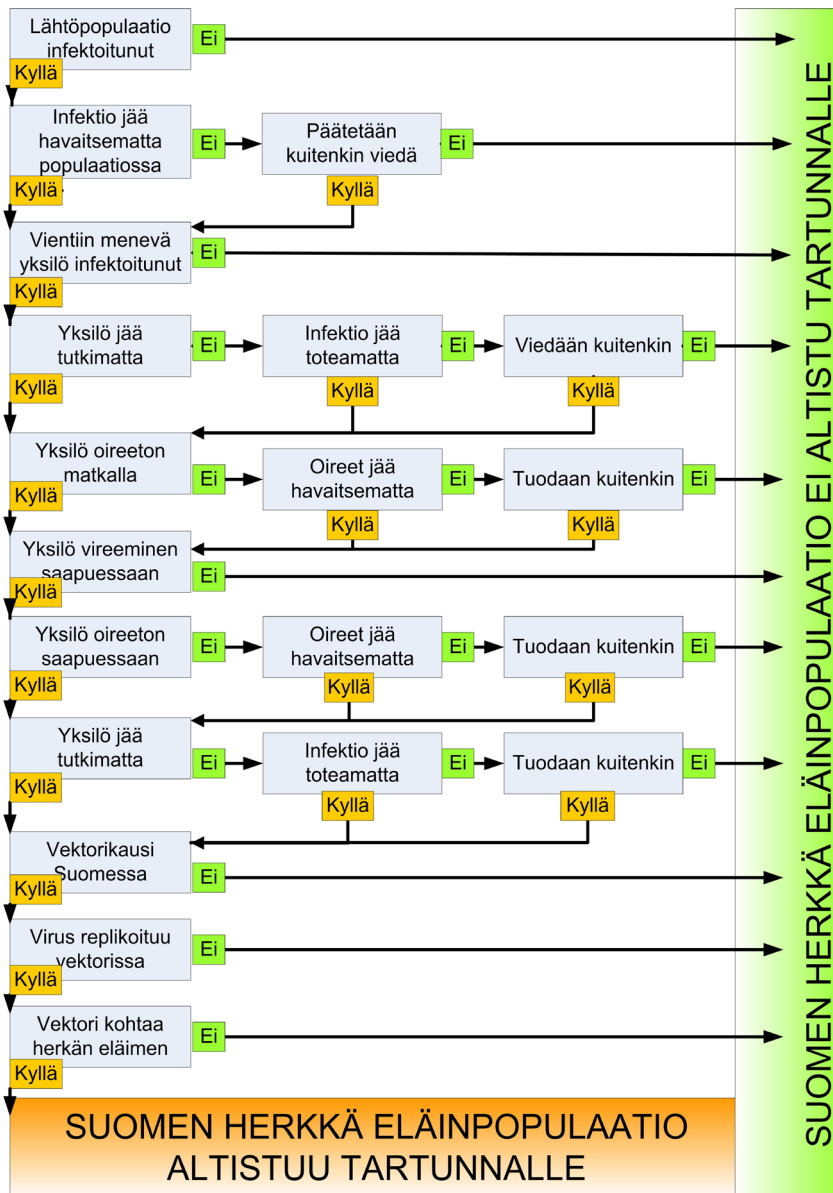 Lähtöpopulaatio
infektoitunut
Ei
Kyllä
Infektio jää
havaitsematta
populaatiossa
Ei
Kyllä
Päätetään
kuitenkin viedä
Ei
Kyllä
Vientiin menevä
yksilö infektoitunut
Ei
Kyllä
Yksilö jää
tutkimatta
Ei
Kyllä
Infektio jää
toteamatta
Ei
Kyllä
Viedään kuitenkin
Ei
Kyllä
Yksilö oireeton
matkalla
Ei
Kyllä
Oireet jää
havaitsematta
Ei
Kyllä
Tuodaan kuitenkin
Ei
Kyllä
Yksilö vireeminen
saapuessaan
Ei
Kyllä
Yksilö oireeton
saapuessaan
Ei
Kyllä
Oireet jää
havaitsematta
Ei
Kyllä
Tuodaan kuitenkin
Ei
Kyllä
Yksilö jää
tutkimatta
Ei
Kyllä
Infektio jää
toteamatta
Ei
Kyllä
Tuodaan kuitenkin
Ei
Kyllä
Vektorikausi
Suomessa
Ei
Kyllä
Virus replikoituu
vektorissa
Ei
Kyllä
Vektori kohtaa
herkän eläimen
Ei
Kyllä
SUOMEN HERKKÄ ELÄINPOPULAATIO
ALTISTUU TARTUNNALLE
SUOMEN HERKKÄ ELÄINPOPULAATIO EI ALTISTU TARTUNNALLE